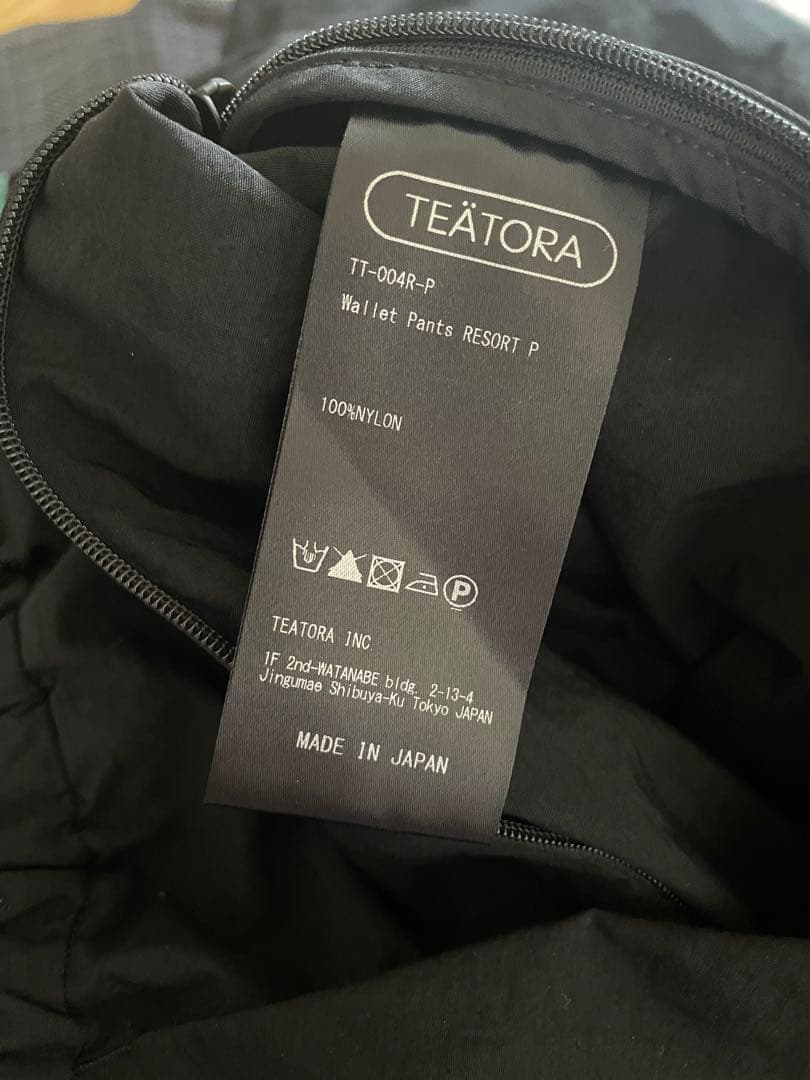 TEÄTORA
TT-004R-P
Wallet Pants RESORT P
100%NYLON
P
TEATORA INC.
1F 2nd-WATANABE bldg. 2-13-4
Jingumae Shibuya-Ku Tokyo JAPAN
MADE IN JAPAN